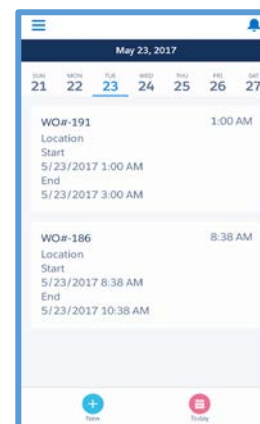 May 23, 2017
SUN MON TUE WED THU FRI SAT
21 22 23 24 25 26 27
WO#-191 1:00 AM
Location
Start
5/23/2017 1:00 AM
End
5/23/2017 3:00 AM
WO#-186 8:38 AM
Location
Start
5/23/2017 8:38 AM
End
5/23/2017 10:38 AM
New Today